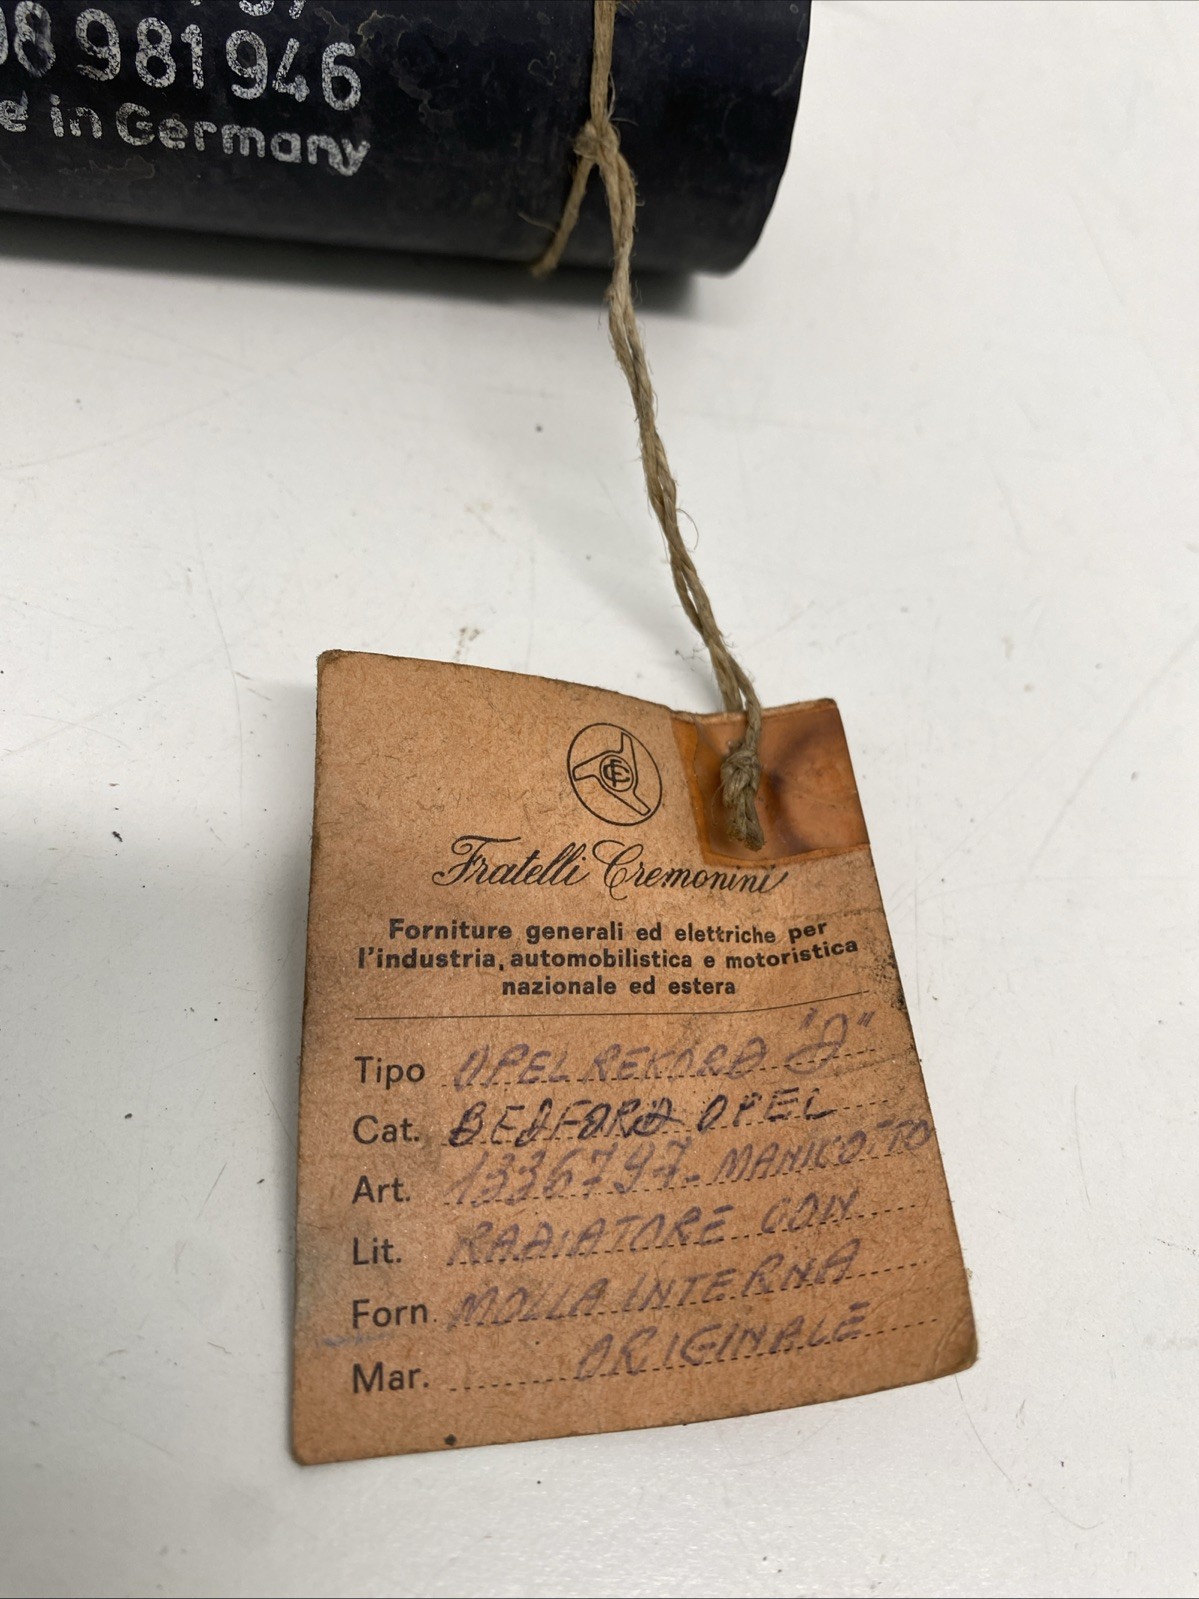 98 981946
e in Germany
Fratelli Cremonini
Forniture generali ed elettriche per
l'industria, automobilistica e motoristica
nazionale ed estera
Tipo OPEL REKORD "D"
Cat. BEDFORD OPEL
Art. 1336797- MANICOTTO
Lit. RADIATORE CON
Forn. MOLLA INTERNA
ORIGINALE
Mar.